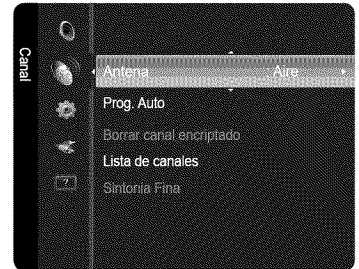 Canal
Antena : Aire
Prog. Auto
Borrar canal encriptado
Lista de canales
Sintonía Fina
?